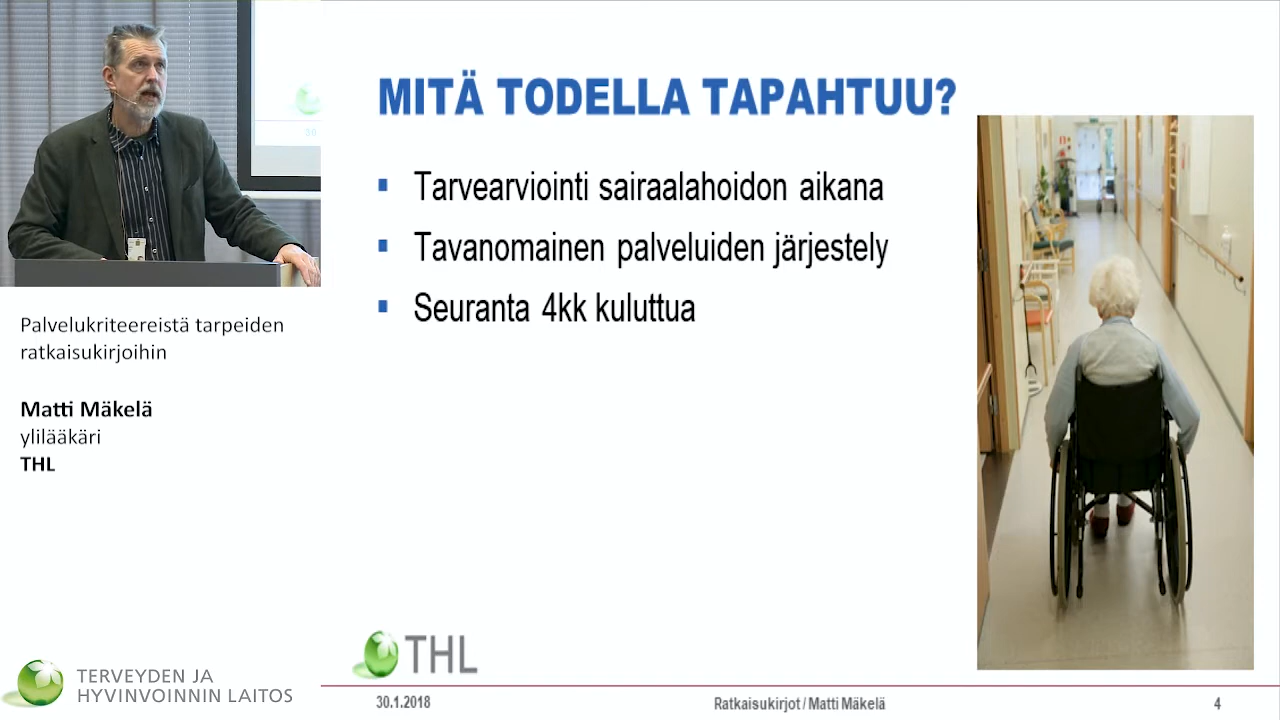 Palvelukriteereistä tarpeiden
ratkaisukirjoihin
Matti Mäkelä
ylilääkäri
THL
TERVEYDEN JA
HYVINVOINNIN LAITOS
MITÄ TODELLA TAPAHTUU?
▪ Tarvearviointi sairaalahoidon aikana
▪ Tavanomainen palveluiden järjestely
▪ Seuranta 4kk kuluttua
THL
30.1.2018
Ratkaisukirjot / Matti Mäkelä
4